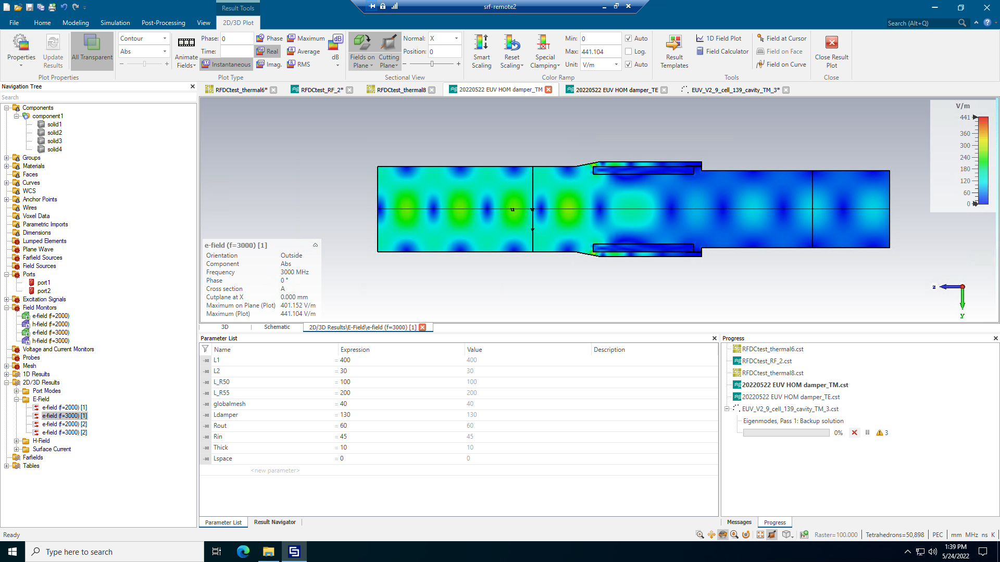 Result Tools
srf-remote2
File
Home
Modeling
Simulation
Post-Processing
View
2D/3D Plot
Search (Alt+Q)
Properties
Update Results
All Transparent
Plot Properties
Contour
Abs
Animate Fields
Phase: 0
Time:
Instantaneous
Phase
Real
Imag.
Maximum
Average
RMS
dB
dB
Plot Type
Fields on Plane
Cutting Plane
Normal: X
Position: 0
Sectional View
Smart Scaling
Reset Scaling
Special Clamping
Min: 0
Max: 441.104
Unit: V/m
Auto
Log.
Auto
Color Ramp
Result Templates
1D Field Plot
Field Calculator
Field at Cursor
Field on Face
Field on Curve
Tools
Close Result Plot
Close
Navigation Tree
Search
RFDCtest_thermal6*
RFDCtest_RF_2*
RFDCtest_thermal8
20220522 EUV HOM damper_TM
20220522 EUV HOM damper_TE
EUV_V2_9_cell_139_cavity_TM_3*
Components
component1
solid1
solid2
solid3
solid4
Groups
Materials
Faces
Curves
WCS
Anchor Points
Wires
Voxel Data
Parametric Imports
Dimensions
Lumped Elements
Plane Wave
Farfield Sources
Field Sources
Ports
port1
port2
Excitation Signals
Field Monitors
e-field (f=2000)
h-field (f=2000)
e-field (f=3000)
h-field (f=3000)
Voltage and Current Monitors
Probes
Mesh
1D Results
2D/3D Results
Port Modes
E-Field
e-field (f=2000) [1]
e-field (f=3000) [1]
e-field (f=2000) [2]
e-field (f=3000) [2]
H-Field
Surface Current
Farfields
Tables
V/m
441
360
300
240
180
120
60
0
u
v
z
y
e-field (f=3000) [1]
Orientation Outside
Component Abs
Frequency 3000 MHz
Phase 0 °
Cross section A
Cutplane at X 0.000 mm
Maximum on Plane (Plot) 401.152 V/m
Maximum (Plot) 441.104 V/m
3D
Schematic
2D/3D Results\E-Field\e-field (f=3000) [1]
Parameter List
Name Expression Value Description
L1 = 400 400
L2 = 30 30
L_R50 = 100 100
L_R55 = 200 200
globalmesh = 40 40
Ldamper = 130 130
Rout = 60 60
Rin = 45 45
Thick = 10 10
Lspace = 0 0
<new parameter>
Parameter List
Result Navigator
Progress
RFDCtest_thermal6.cst
RFDCtest_RF_2.cst
RFDCtest_thermal8.cst
20220522 EUV HOM damper_TM.cst
20220522 EUV HOM damper_TE.cst
EUV_V2_9_cell_139_cavity_TM_3.cst
Eigenmodes, Pass 1: Backup solution
0% 3
Messages
Progress
Ready
Raster=100.000
Tetrahedrons=50,898
PEC
mm MHz ns K
Type here to search
1:39 PM
5/24/2022